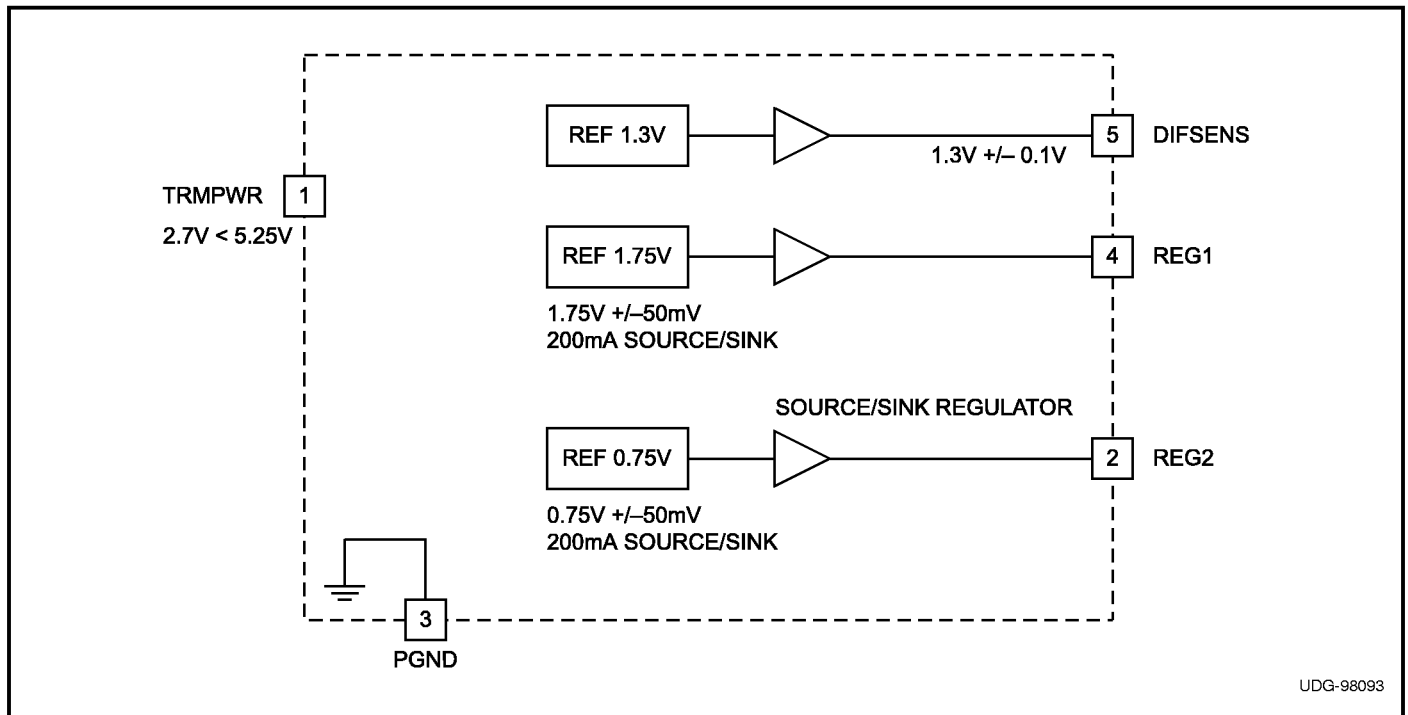 REF 1.3V
1.3V +/– 0.1V
5
DIFSENS
TRMPWR
1
2.7V < 5.25V
REF 1.75V
4
REG1
1.75V +/–50mV
200mA SOURCE/SINK
SOURCE/SINK REGULATOR
REF 0.75V
2
REG2
0.75V +/–50mV
200mA SOURCE/SINK
3
PGND
UDG-98093